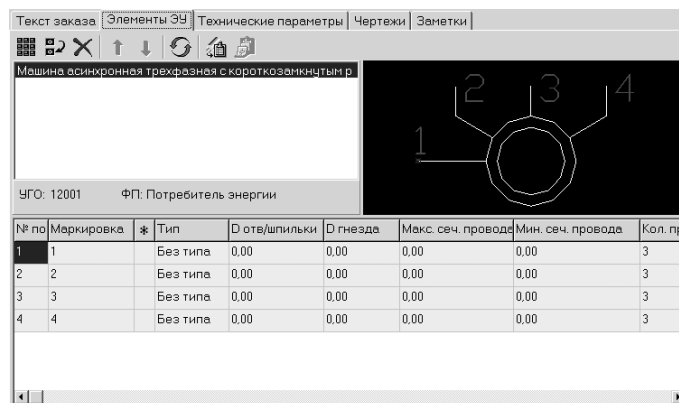 Текст заказа Элементы ЭУ Технические параметры Чертежи Заметки
Машина асинхронная трехфазная с короткозамкнутым р
1 2 3 4
УГО: 12001 ФП: Потребитель энергии
№ по Маркировка * Тип D отв/шпильки D гнезда Макс. сеч. провода Мин. сеч. провода Кол. п
1 1 Без типа 0,00 0,00 0,00 0,00 3
2 2 Без типа 0,00 0,00 0,00 0,00 3
3 3 Без типа 0,00 0,00 0,00 0,00 3
4 4 Без типа 0,00 0,00 0,00 0,00 3